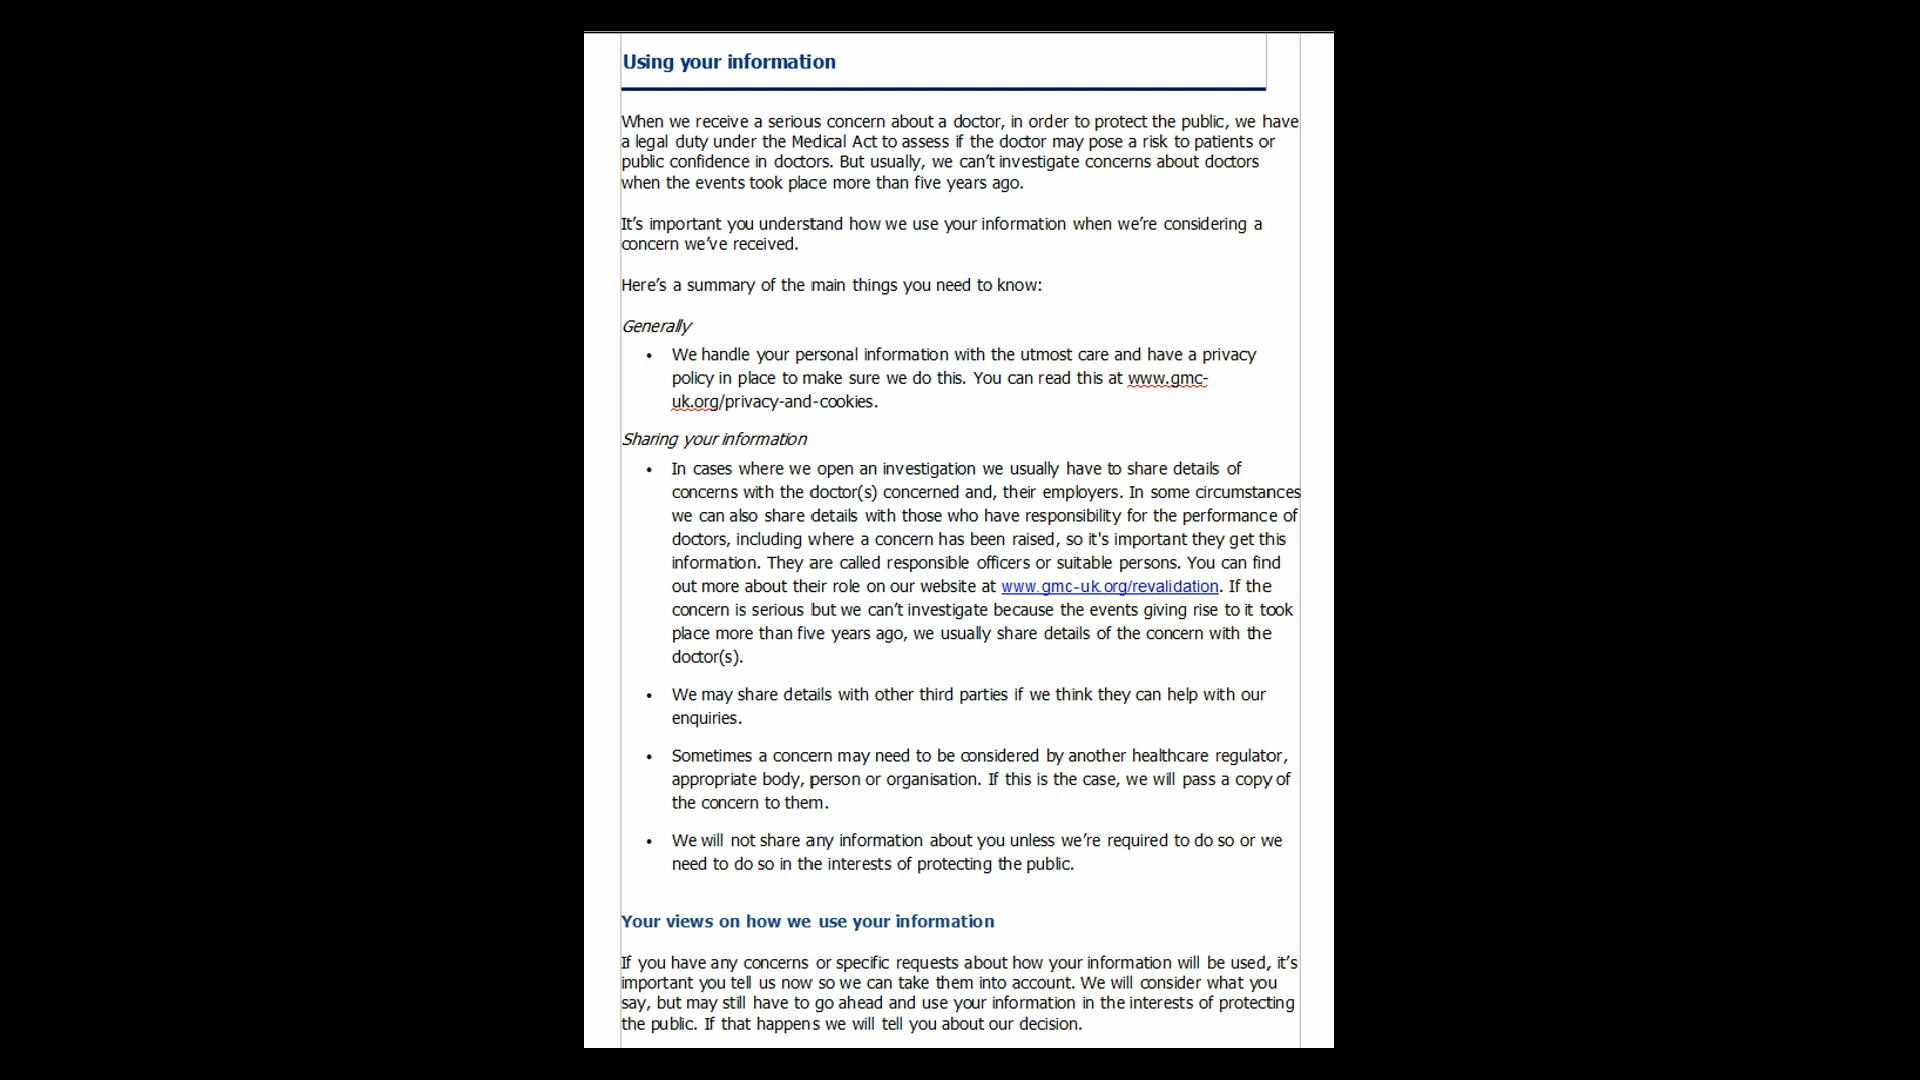 Using your information
When we receive a serious concern about a doctor, in order to protect the public, we have
a legal duty under the Medical Act to assess if the doctor may pose a risk to patients or
public confidence in doctors. But usually, we can’t investigate concerns about doctors
when the events took place more than five years ago.
It’s important you understand how we use your information when we’re considering a
concern we’ve received.
Here’s a summary of the main things you need to know:
Generally
• We handle your personal information with the utmost care and have a privacy
policy in place to make sure we do this. You can read this at www.gmc-
uk.org/privacy-and-cookies.
Sharing your information
• In cases where we open an investigation we usually have to share details of
concerns with the doctor(s) concerned and, their employers. In some circumstances
we can also share details with those who have responsibility for the performance of
doctors, including where a concern has been raised, so it's important they get this
information. They are called responsible officers or suitable persons. You can find
out more about their role on our website at www.gmc-uk.org/revalidation. If the
concern is serious but we can’t investigate because the events giving rise to it took
place more than five years ago, we usually share details of the concern with the
doctor(s).
• We may share details with other third parties if we think they can help with our
enquiries.
• Sometimes a concern may need to be considered by another healthcare regulator,
appropriate body, person or organisation. If this is the case, we will pass a copy of
the concern to them.
• We will not share any information about you unless we’re required to do so or we
need to do so in the interests of protecting the public.
Your views on how we use your information
If you have any concerns or specific requests about how your information will be used, it’s
important you tell us now so we can take them into account. We will consider what you
say, but may still have to go ahead and use your information in the interests of protecting
the public. If that happens we will tell you about our decision.